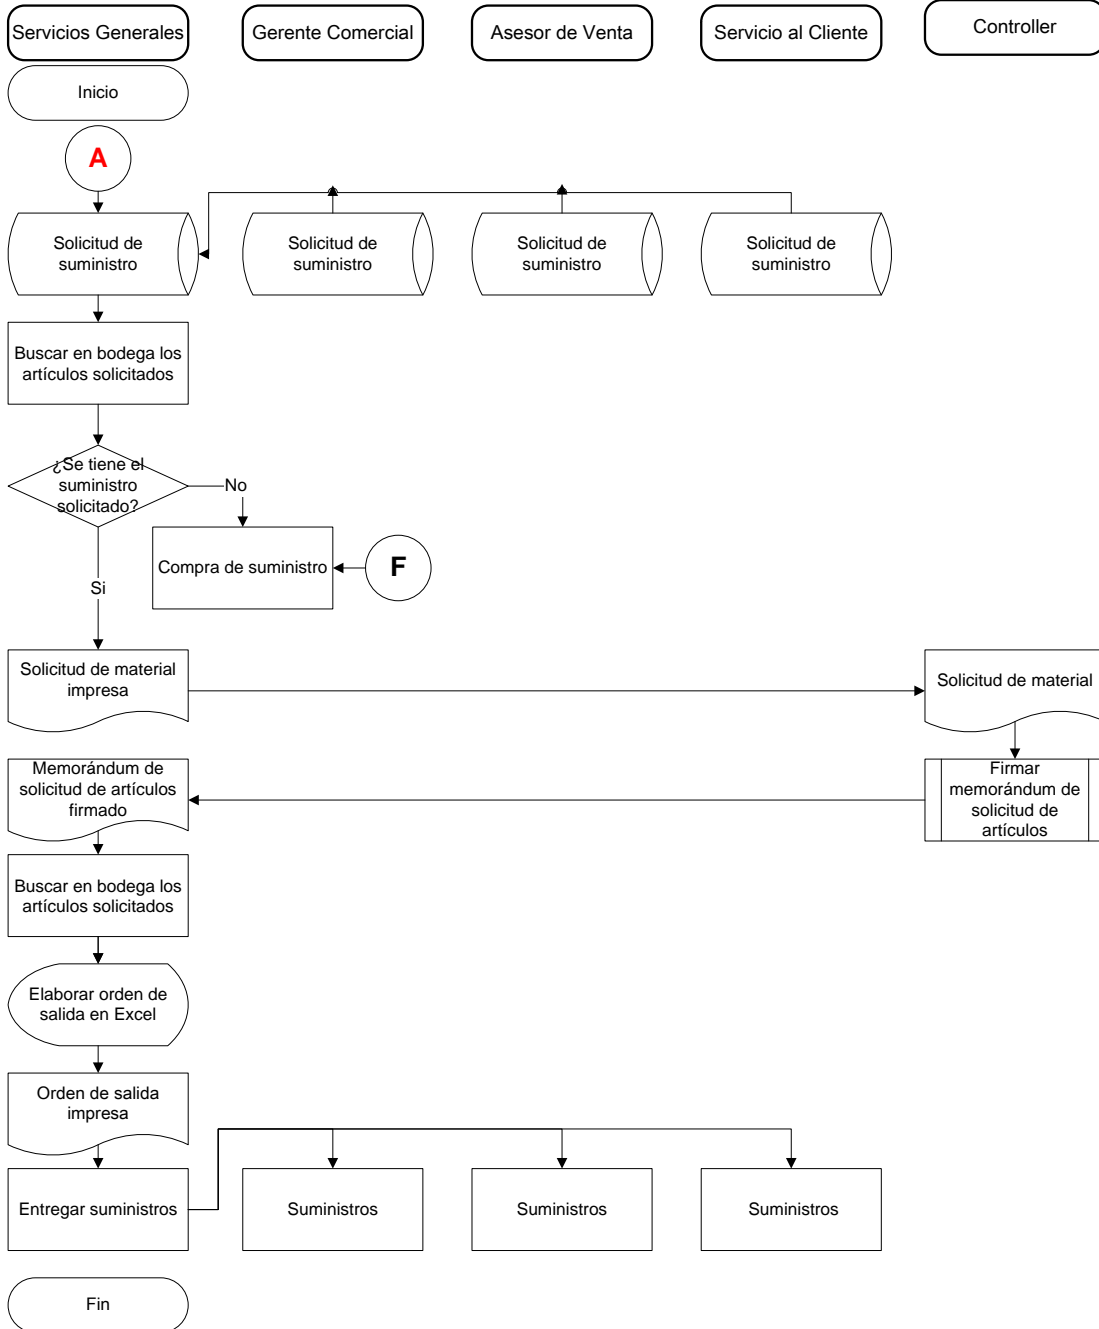 Servicios Generales
Gerente Comercial
Asesor de Venta
Servicio al Cliente
Controller
Inicio
A
Solicitud de
suministro
Solicitud de
suministro
Solicitud de
suministro
Solicitud de
suministro
Buscar en bodega los
artículos solicitados
¿Se tiene el
suministro
solicitado?
No
Compra de suministro
F
Si
Solicitud de material
impresa
Solicitud de material
Memorándum de
solicitud de artículos
firmado
Firmar
memorándum de
solicitud de
artículos
Buscar en bodega los
artículos solicitados
Elaborar orden de
salida en Excel
Orden de salida
impresa
Entregar suministros
Suministros
Suministros
Suministros
Fin